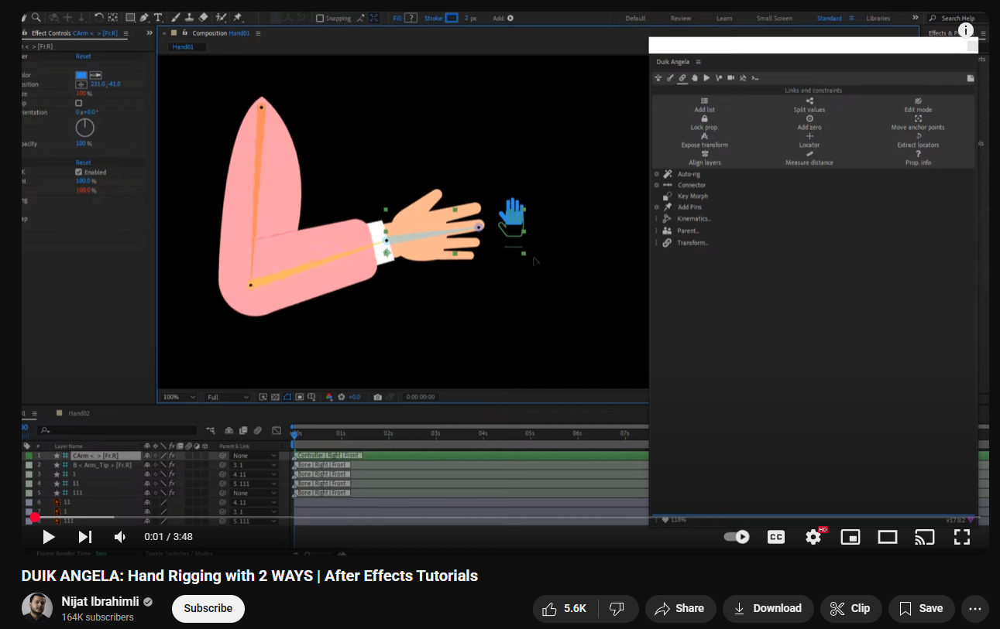 Snapping
Fill: ?
Stroke:
2 px
Add:
Default
Review
Learn
Small Screen
Standard
Libraries
Search Help
Effect Controls CArm < > [Fr.R]
Composition Hand01
Effects & P
< > [Fr.R]
Hand01
Reset
231.0,-41.0
100 %
0 x+0.0°
100 %
Reset
Enabled
100.0 %
100.0 %
Duik Angela
Links and constraints
Add list
Split values
Edit mode
Lock prop.
Add zero
Move anchor points
Expose transform
Locator
Extract locators
Align layers
Measure distance
Prop. info
Auto-rig
Connector
Key Morph
Add Pins
Kinematics..
Parent..
Transform..
100%
Full
+0.0
0:00:00:00
Hand02
01s
02s
03s
04s
05s
06s
07s
# Layer Name
Parent & Link
1 CArm < > [Fr.R] None Controller | Right | Front
2 B < Arm_Tip > [Fr.R] 3. 1 Bone | Right | Front
3 1 4. 11 Bone | Right | Front
4 11 5. 111 Bone | Right | Front
5 111 None Bone | Right | Front
6 11 4. 11
1 3. 1
111 5. 111
118%
v17.0.2
0:01 / 3:48
CC
HD
Frame Render Time 3ms
Toggle Switches / Modes
DUIK ANGELA: Hand Rigging with 2 WAYS | After Effects Tutorials
Nijat Ibrahimli
164K subscribers
Subscribe
5.6K
Share
Download
Clip
Save